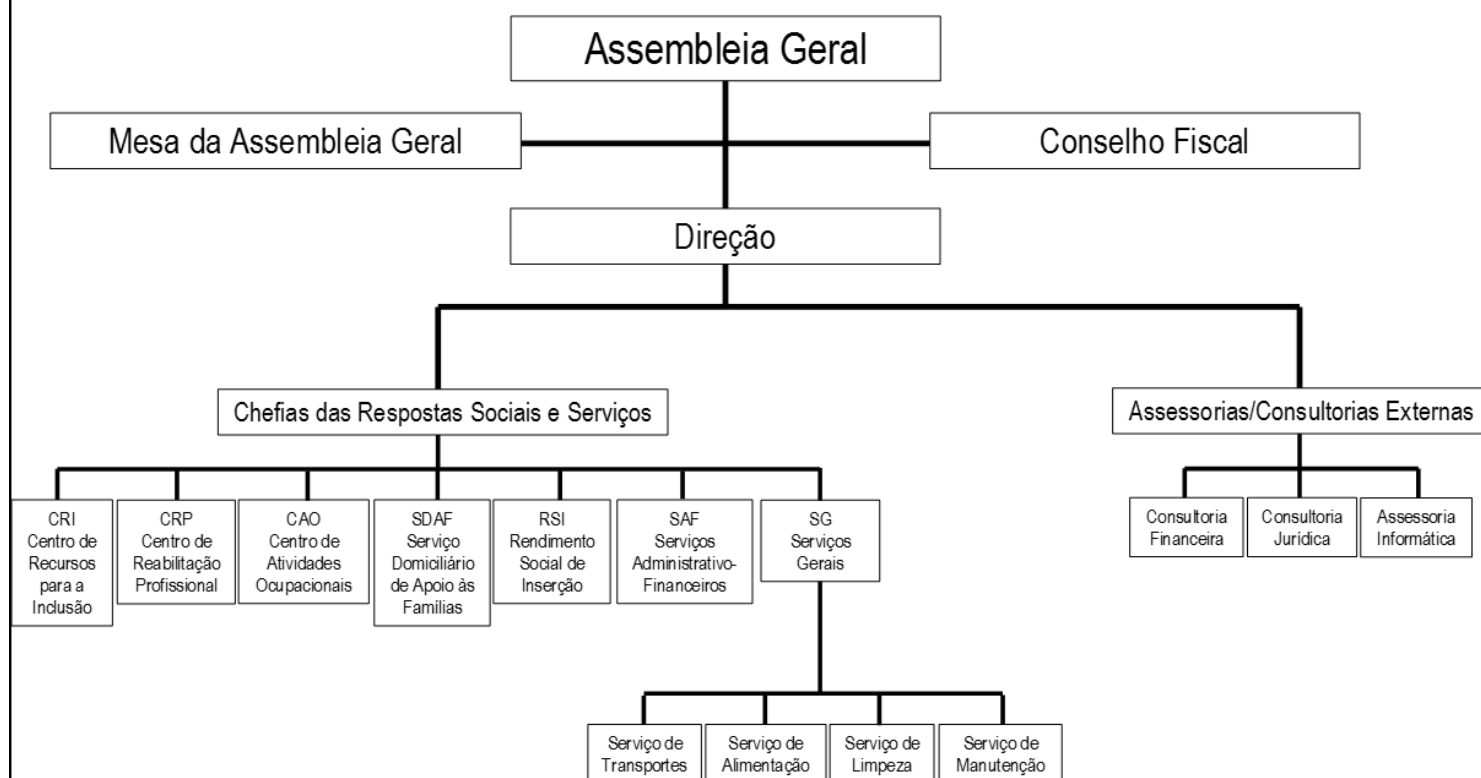 Assembleia Geral
Mesa da Assembleia Geral
Conselho Fiscal
Direção
Chefias das Respostas Sociais e Serviços
Assessorias/Consultorias Externas
CRI
Centro de
Recursos
para a
Inclusão
CRP
Centro de
Reabilitação
Profissional
CAO
Centro de
Atividades
Ocupacionais
SDAF
Serviço
Domiciliário
de Apoio às
Famílias
RSI
Rendimento
Social de
Inserção
SAF
Serviços
Administrativo-
Financeiros
SG
Serviços
Gerais
Consultoria
Financeira
Consultoria
Jurídica
Assessoria
Informática
Serviço de
Transportes
Serviço de
Alimentação
Serviço de
Limpeza
Serviço de
Manutenção